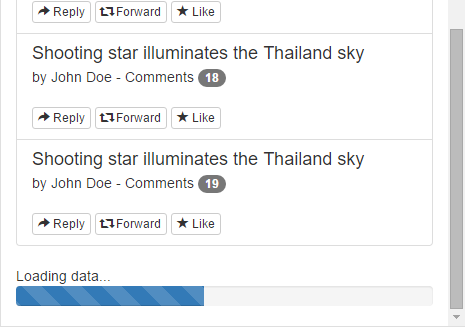 Reply Forward Like
Shooting star illuminates the Thailand sky
by John Doe - Comments 18
Reply Forward Like
Shooting star illuminates the Thailand sky
by John Doe - Comments 19
Reply Forward Like
Loading data...